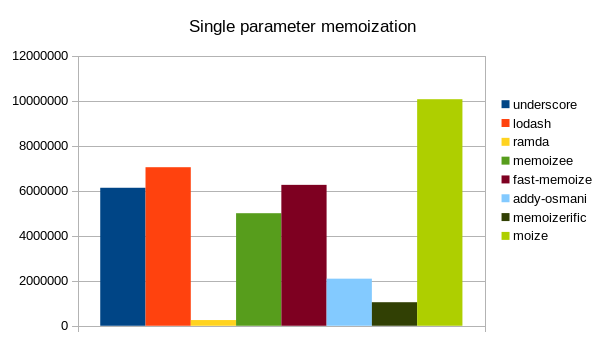 Single parameter memoization
12000000
10000000
8000000
6000000
4000000
2000000
0
underscore
lodash
ramda
memoizee
fast-memoize
addy-osmani
memoizerific
moize